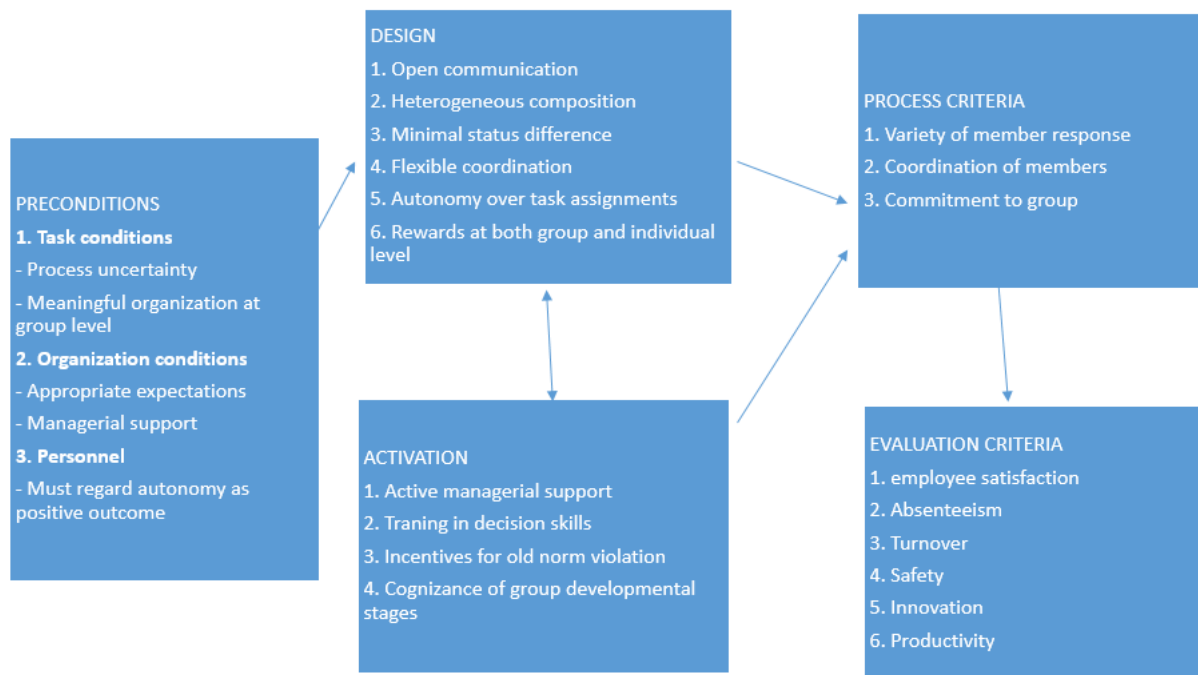 PRECONDITIONS
1. Task conditions
- Process uncertainty
- Meaningful organization at
group level
2. Organization conditions
- Appropriate expectations
- Managerial support
3. Personnel
- Must regard autonomy as
positive outcome
DESIGN
1. Open communication
2. Heterogeneous composition
3. Minimal status difference
4. Flexible coordination
5. Autonomy over task assignments
6. Rewards at both group and individual
level
ACTIVATION
1. Active managerial support
2. Traning in decision skills
3. Incentives for old norm violation
4. Cognizance of group developmental
stages
PROCESS CRITERIA
1. Variety of member response
2. Coordination of members
3. Commitment to group
EVALUATION CRITERIA
1. employee satisfaction
2. Absenteeism
3. Turnover
4. Safety
5. Innovation
6. Productivity